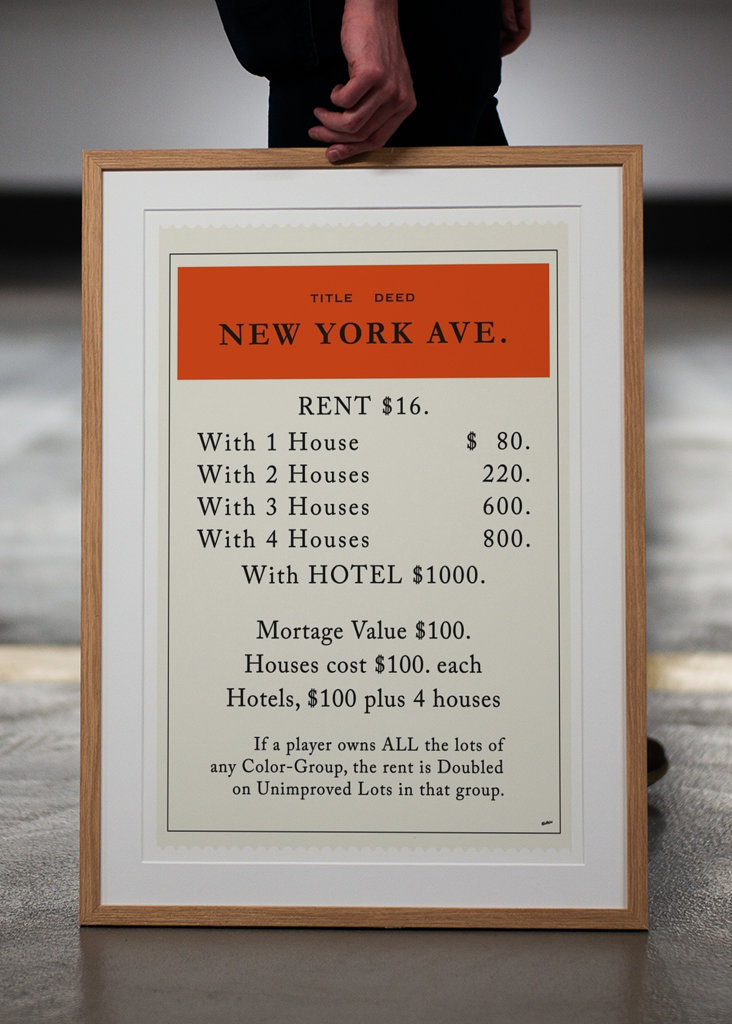 TITLE DEED
NEW YORK AVE.
RENT $16.
With 1 House $ 80.
With 2 Houses 220.
With 3 Houses 600.
With 4 Houses 800.
With HOTEL $1000.
Mortage Value $100.
Houses cost $100. each
Hotels, $100 plus 4 houses
If a player owns ALL the lots of
any Color-Group, the rent is Doubled
on Unimproved Lots in that group.